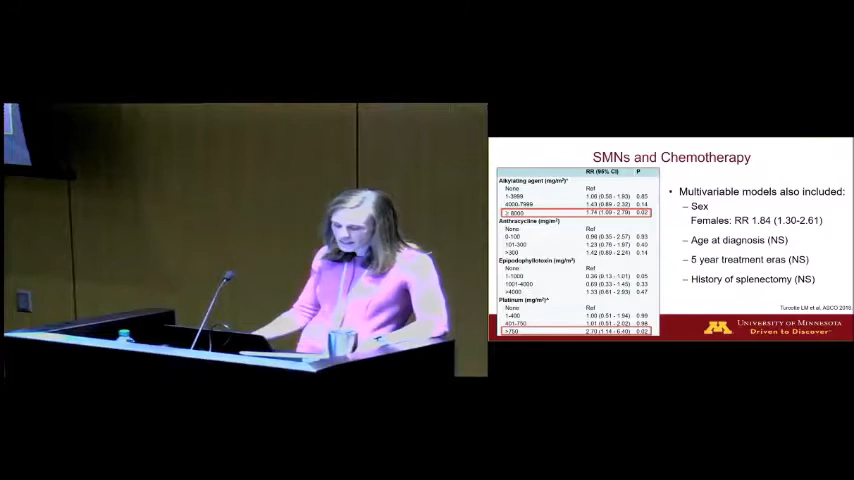 SMNs and Chemotherapy
RR (95% CI) P
Alkylating agent (mg/m²)*
None Ref
1-3999 1.06 (0.58 - 1.93) 0.85
4000-7999 1.43 (0.89 - 2.32) 0.14
≥ 8000 1.74 (1.09 - 2.79) 0.02
Anthracycline (mg/m²)
None Ref
0-100 0.96 (0.35 - 2.57) 0.93
101-300 1.23 (0.76 - 1.97) 0.40
>300 1.42 (0.89 - 2.24) 0.14
Epipodophyllotoxin (mg/m²)
None Ref
1-1000 0.36 (0.13 - 1.01) 0.05
1001-4000 0.69 (0.33 - 1.45) 0.33
>4000 1.33 (0.61 - 2.93) 0.47
Platinum (mg/m²)^
None Ref
1-400 1.00 (0.51 - 1.94) 0.99
401-750 1.01 (0.51 - 2.02) 0.98
>750 2.70 (1.14 - 6.40) 0.02
• Multivariable models also included:
– Sex
Females: RR 1.84 (1.30-2.61)
– Age at diagnosis (NS)
– 5 year treatment eras (NS)
– History of splenectomy (NS)
Turcotte LM et al. ASCO 2018.
UNIVERSITY OF MINNESOTA
Driven to Discover